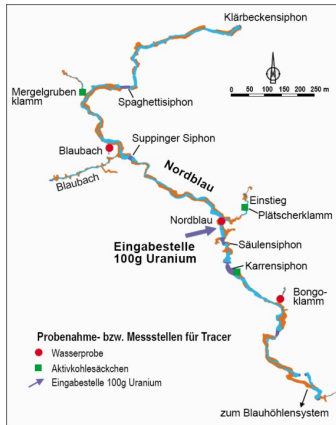 Klärbeckensiphon
Mergelgruben
klamm
Spaghettisiphon
0 50 100 150 200 250 m
Suppinger Siphon
Blaubach
Blaubach
Nordblau
Einstieg
Plätscherklamm
Nordblau
Eingabestelle
100g Uranium
Säulensiphon
Karrensiphon
Bongo-
klamm
Probenahme- bzw. Messstellen für Tracer
Wasserprobe
Aktivkohlesäckchen
Eingabestelle 100g Uranium
zum Blauhöhlensystem